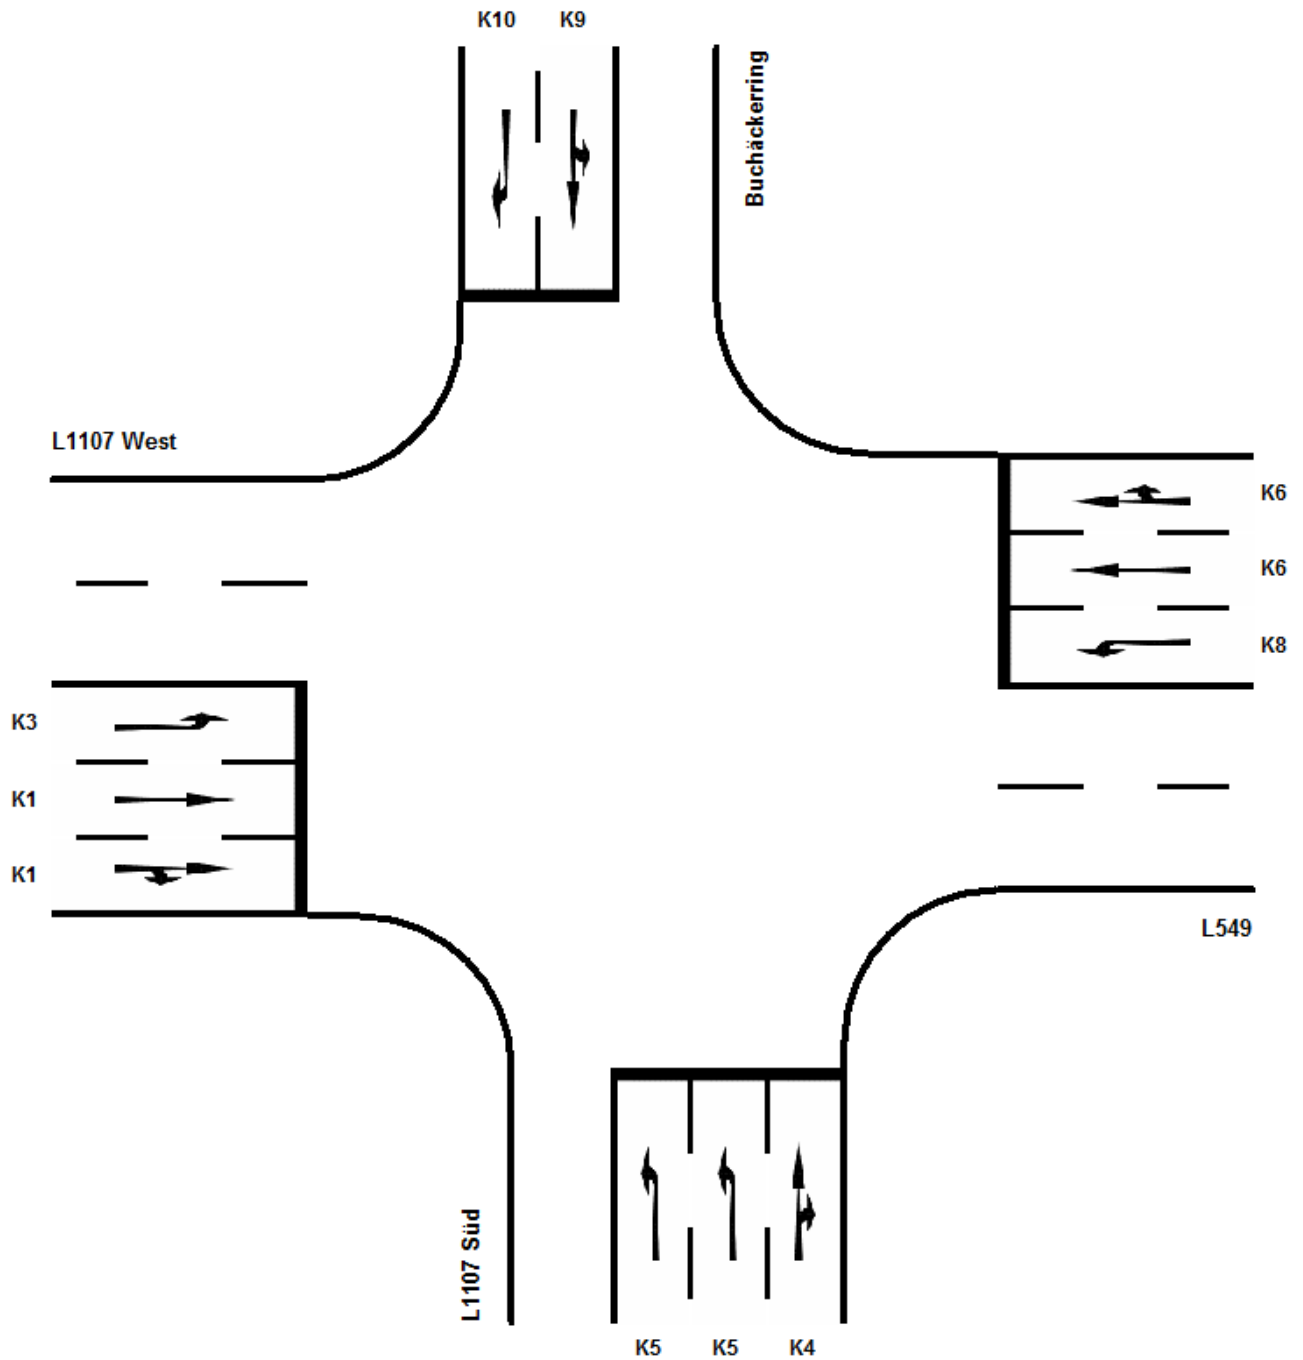 K10 K9
Buchäckerring
L1107 West
K6
K6
K8
K3
K1
K1
L549
L1107 Süd
K5 K5 K4